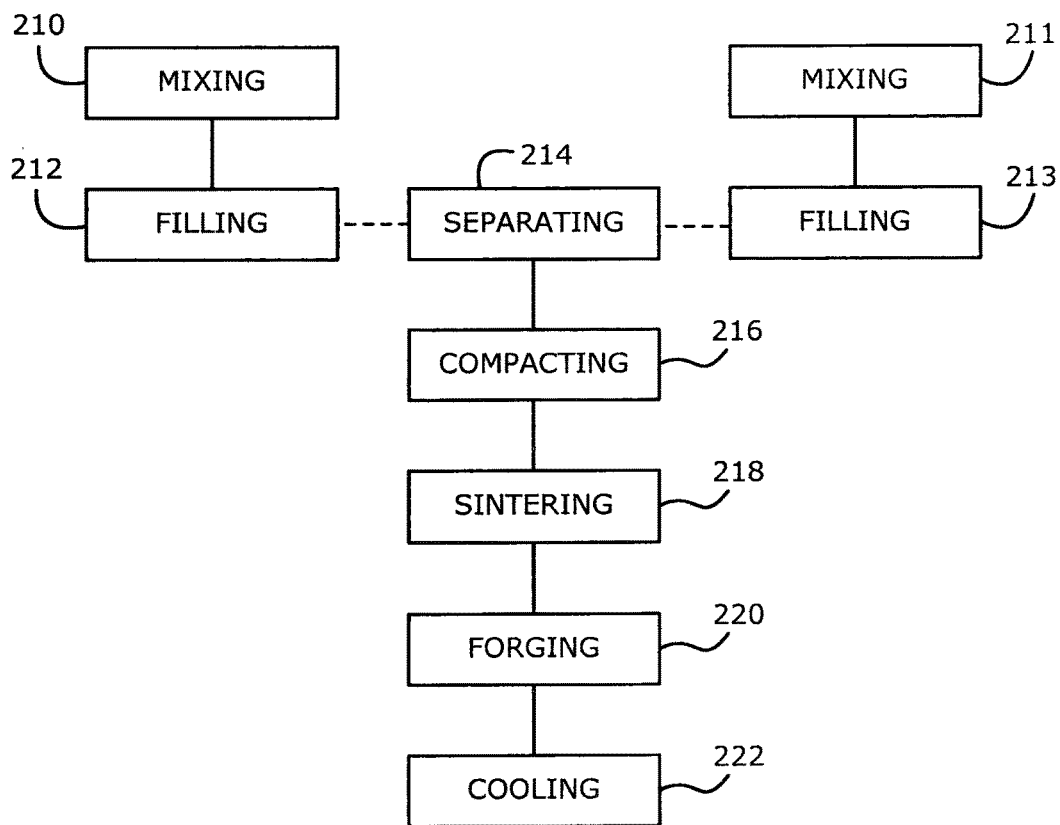 210
MIXING
211
MIXING
212
FILLING
214
SEPARATING
213
FILLING
216
COMPACTING
218
SINTERING
220
FORGING
222
COOLING